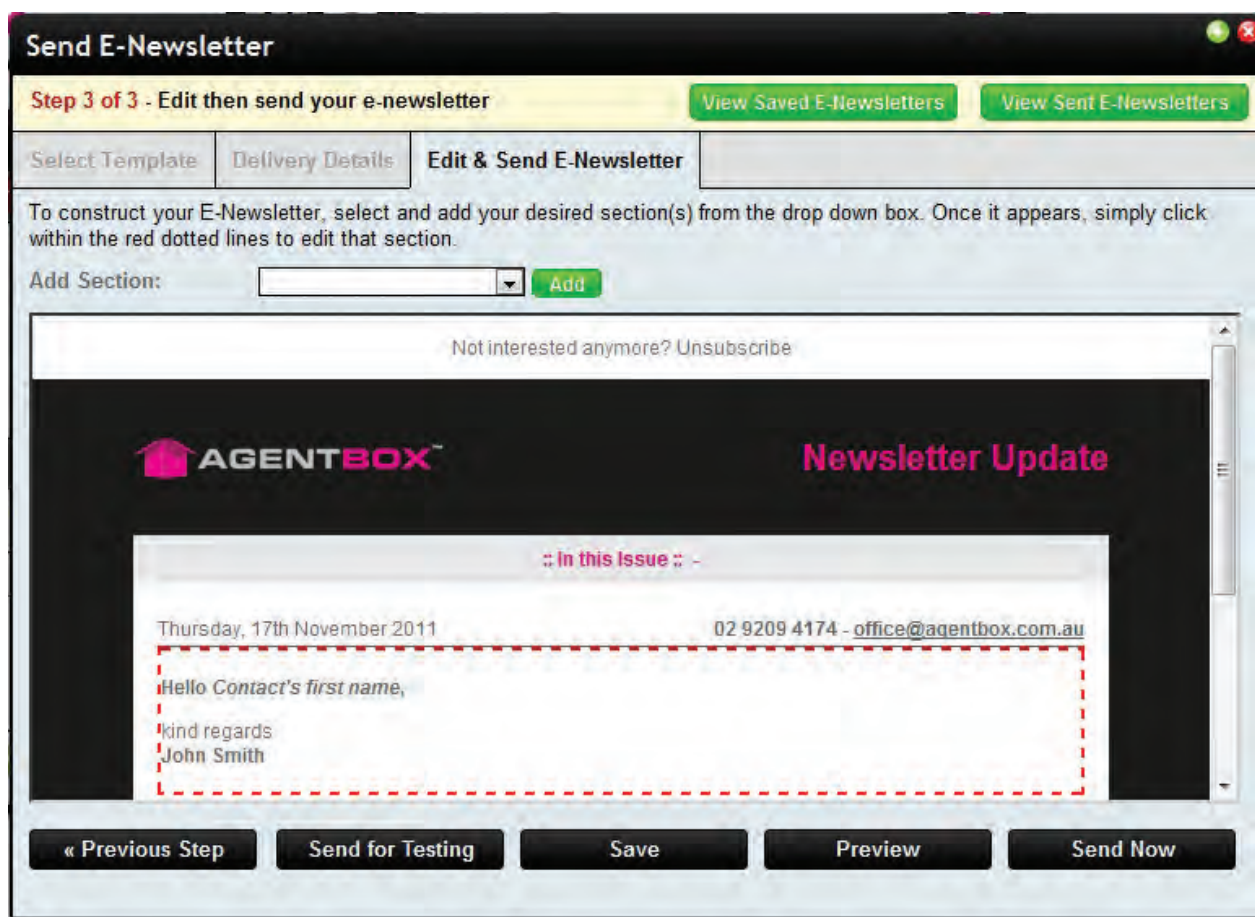 Send E-Newsletter
Step 3 of 3 - Edit then send your e-newsletter
View Saved E-Newsletters
View Sent E-Newsletters
Select Template
Delivery Details
Edit & Send E-Newsletter
To construct your E-Newsletter, select and add your desired section(s) from the drop down box. Once it appears, simply click
within the red dotted lines to edit that section.
Add Section:
Add
Not interested anymore? Unsubscribe
AGENTBOX™
Newsletter Update
:: In this Issue :: -
Thursday, 17th November 2011
02 9209 4174 - office@agentbox.com.au
Hello Contact's first name,
kind regards
John Smith
« Previous Step
Send for Testing
Save
Preview
Send Now